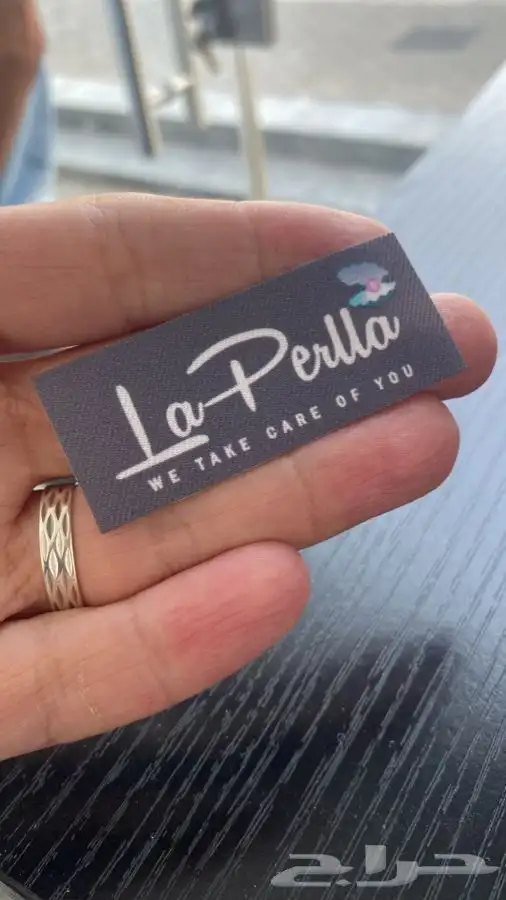 La Perlla
WE TAKE CARE OF YOU
حراج